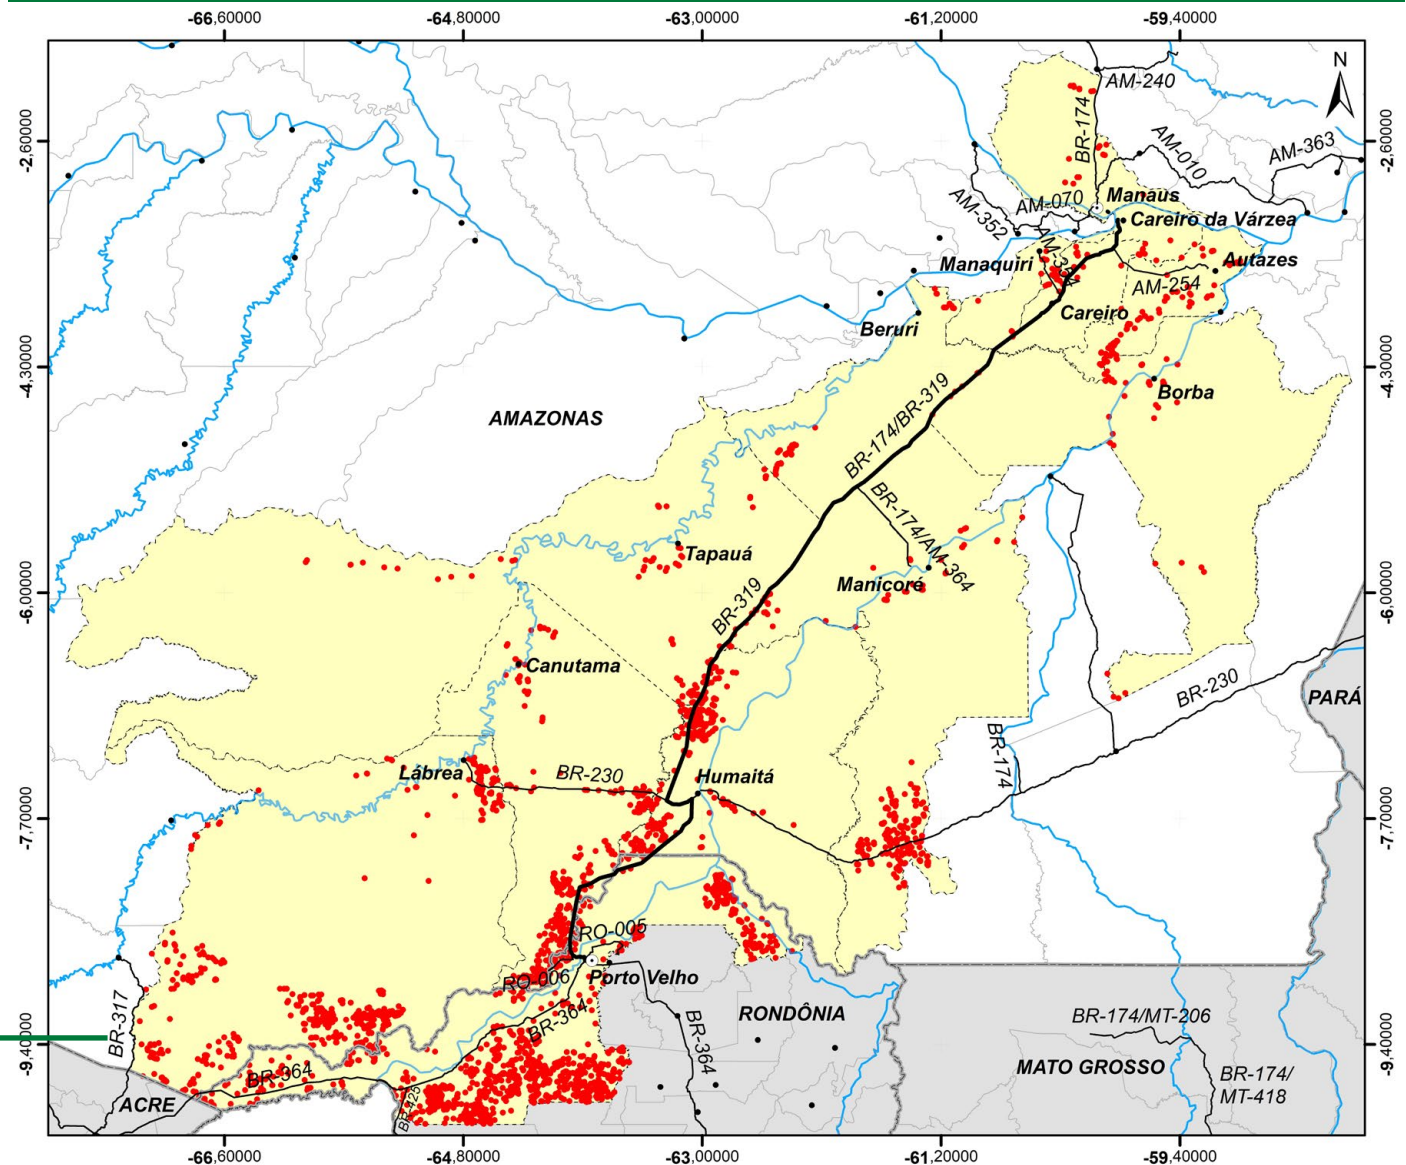 -66,60000 -64,80000 -63,00000 -61,20000 -59,40000
N
AM-240
BR-174
-2,60000 -2,60000
AM-010
AM-363
AM-070
Manaus
AM-352
Careiro da Várzea
Manaquiri
Autazes
AM-254
Careiro
Beruri
-4,30000 -4,30000
Borba
AMAZONAS
BR-174/BR-319
BR-174/AM-364
Tapauá
Manicoré
-6,00000 -6,00000
BR-319
Canutama
BR-230
PARÁ
BR-174
Lábrea
BR-230
Humaitá
-7,70000 -7,70000
RO-005
RO-006
Porto Velho
BR-317
BR-364
RONDÔNIA
BR-364
BR-174/MT-206
-9,40000 -9,40000
BR-364
MATO GROSSO
BR-174/
MT-418
ACRE
BR-425
-66,60000 -64,80000 -63,00000 -61,20000 -59,40000